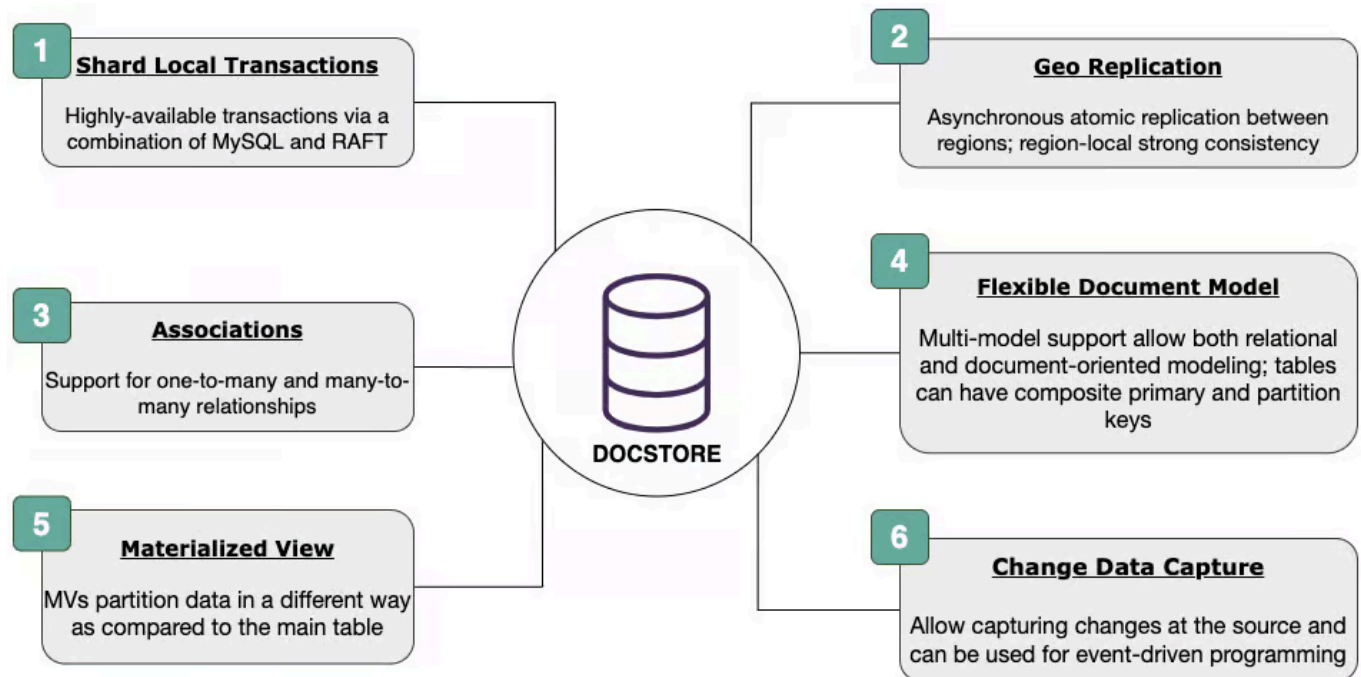 1
Shard Local Transactions
Highly-available transactions via a
combination of MySQL and RAFT
2
Geo Replication
Asynchronous atomic replication between
regions; region-local strong consistency
3
Associations
Support for one-to-many and many-to-
many relationships
4
Flexible Document Model
Multi-model support allow both relational
and document-oriented modeling; tables
can have composite primary and partition
keys
DOCSTORE
5
Materialized View
MVs partition data in a different way
as compared to the main table
6
Change Data Capture
Allow capturing changes at the source and
can be used for event-driven programming